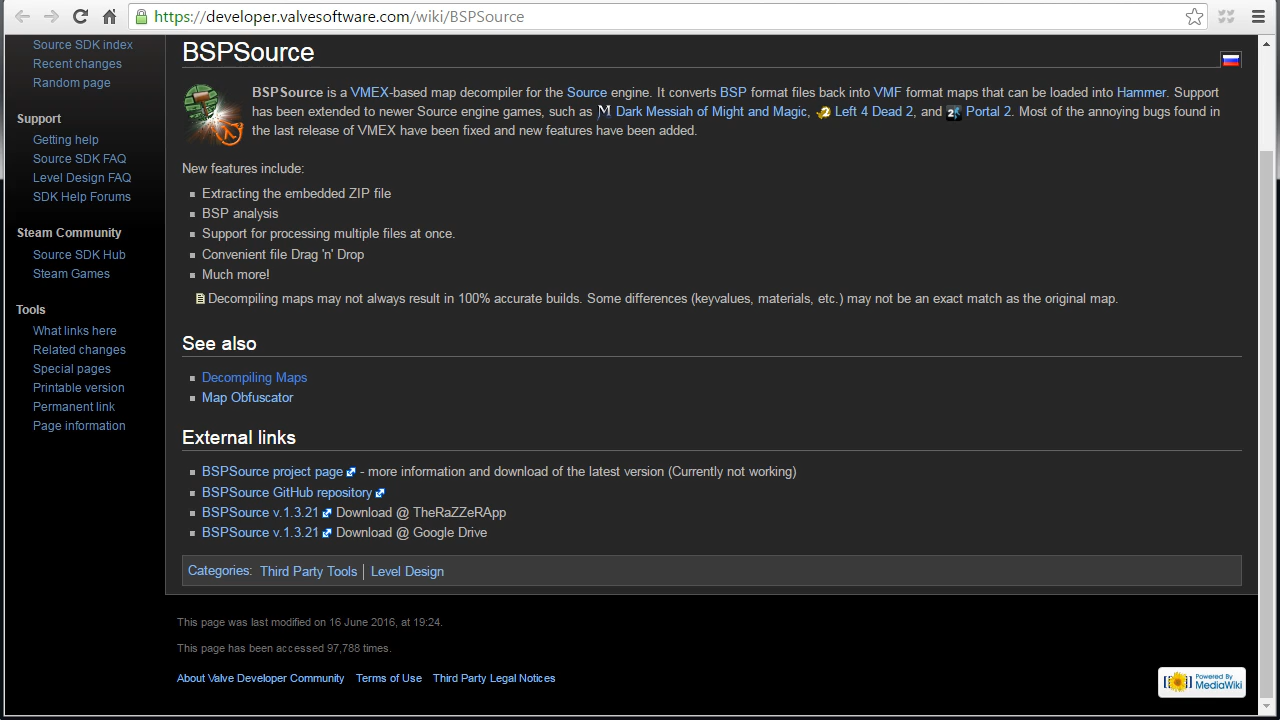 https://developer.valvesoftware.com/wiki/BSPSource
Source SDK index
Recent changes
Random page
Support
Getting help
Source SDK FAQ
Level Design FAQ
SDK Help Forums
Steam Community
Source SDK Hub
Steam Games
Tools
What links here
Related changes
Special pages
Printable version
Permanent link
Page information
BSPSource
BSPSource is a VMEX-based map decompiler for the Source engine. It converts BSP format files back into VMF format maps that can be loaded into Hammer. Support
has been extended to newer Source engine games, such as Dark Messiah of Might and Magic, Left 4 Dead 2, and Portal 2. Most of the annoying bugs found in
the last release of VMEX have been fixed and new features have been added.
New features include:
Extracting the embedded ZIP file
BSP analysis
Support for processing multiple files at once.
Convenient file Drag 'n' Drop
Much more!
Decompiling maps may not always result in 100% accurate builds. Some differences (keyvalues, materials, etc.) may not be an exact match as the original map.
See also
Decompiling Maps
Map Obfuscator
External links
BSPSource project page - more information and download of the latest version (Currently not working)
BSPSource GitHub repository
BSPSource v.1.3.21 Download @ TheRaZZeRApp
BSPSource v.1.3.21 Download @ Google Drive
Categories: Third Party Tools | Level Design
This page was last modified on 16 June 2016, at 19:24.
This page has been accessed 97,788 times.
About Valve Developer Community Terms of Use Third Party Legal Notices
Powered By
MediaWiki